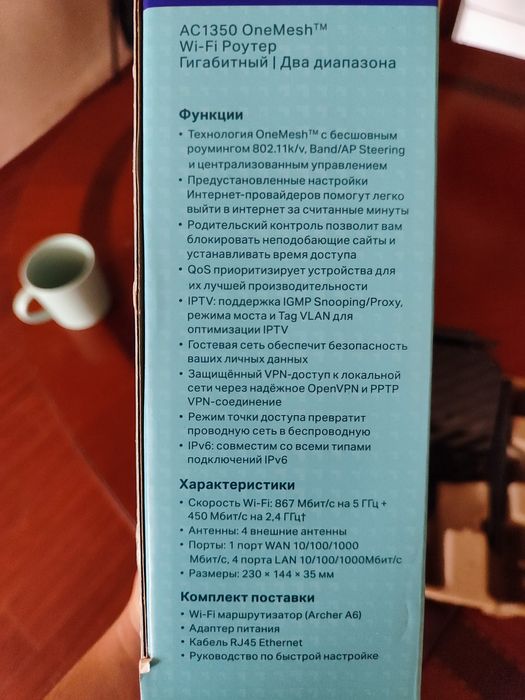 AC1350 OneMesh™
Wi-Fi Роутер
Гигабитный | Два диапазона
Функции
• Технология OneMesh™ с бесшовным
роумингом 802.11k/v, Band/AP Steering
и централизованным управлением
• Предустановленные настройки
Интернет-провайдеров помогут легко
выйти в интернет за считанные минуты
• Родительский контроль позволит вам
блокировать неподобающие сайты и
устанавливать время доступа
• QoS приоритизирует устройства для
их лучшей производительности
• IPTV: поддержка IGMP Snooping/Proxy,
режима моста и Tag VLAN для
оптимизации IPTV
• Гостевая сеть обеспечит безопасность
ваших личных данных
• Защищённый VPN-доступ к локальной
сети через надёжное OpenVPN и PPTP
VPN-соединение
• Режим точки доступа превратит
проводную сеть в беспроводную
• IPv6: совместим со всеми типами
подключений IPv6
Характеристики
• Скорость Wi-Fi: 867 Мбит/с на 5 ГГц +
450 Мбит/с на 2,4 ГГц†
• Антенны: 4 внешние антенны
• Порты: 1 порт WAN 10/100/1000
Мбит/с, 4 порта LAN 10/100/1000Мбит/с
• Размеры: 230 × 144 × 35 мм
Комплект поставки
• Wi-Fi маршрутизатор (Archer A6)
• Адаптер питания
• Кабель RJ45 Ethernet
• Руководство по быстрой настройке